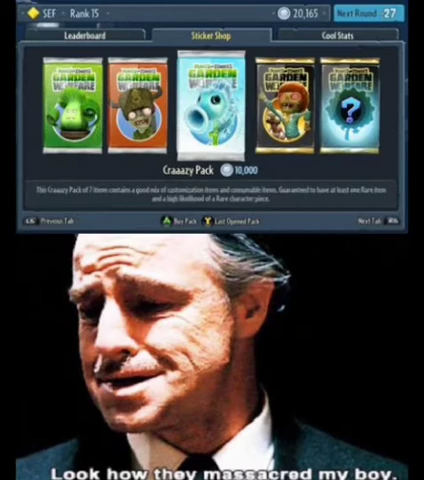 SEF - Rank 15
20,165
Next Round 27
Leaderboard
Sticker Shop
Cool Stats
GARDEN WARFARE
GARDEN WARFARE
GARDEN WARFARE
GARDEN WARFARE
GARDEN WARFARE
?
Craaazy Pack 10,000
This Craaazy Pack of 7 items contains a good mix of customization items and consumable items. Guaranteed to have at least one Rare item
and a high likelihood of a Rare character piece.
Previous Tab
Buy Pack
Last Opened Pack
Next Tab
Look how they massacred my boy.